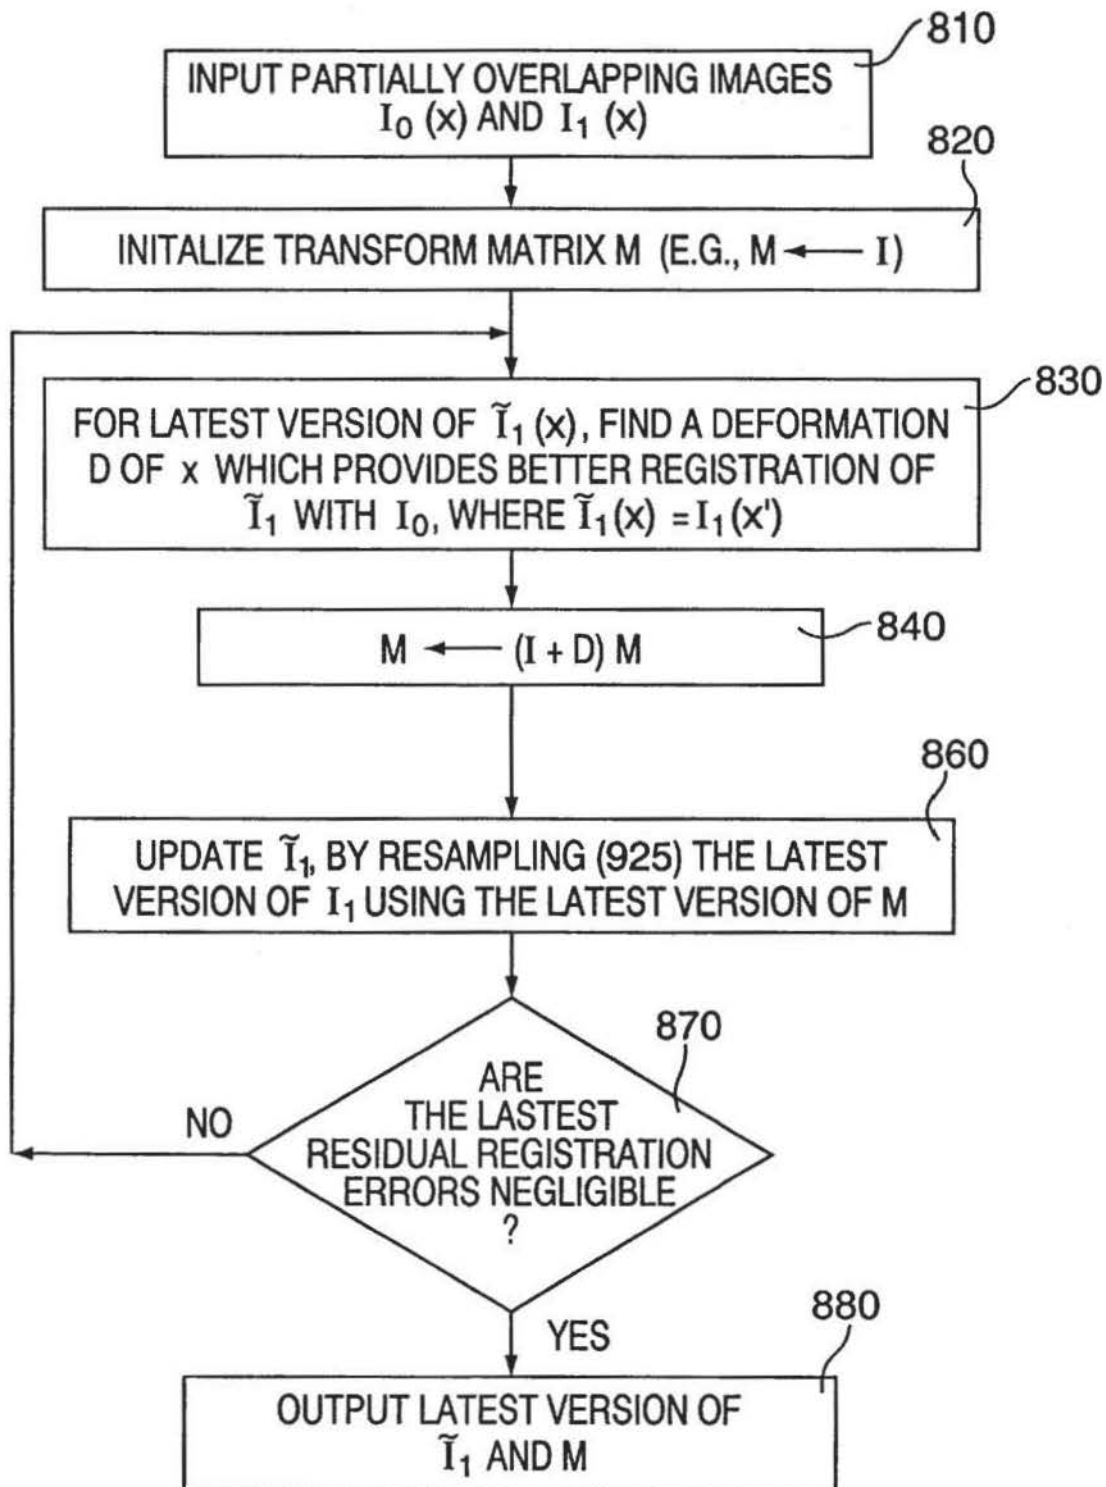 810
INPUT PARTIALLY OVERLAPPING IMAGES
I₀ (x) AND I₁ (x)
820
INITALIZE TRANSFORM MATRIX M (E.G., M ← I)
830
FOR LATEST VERSION OF Ĩ₁ (x), FIND A DEFORMATION
D OF x WHICH PROVIDES BETTER REGISTRATION OF
Ĩ₁ WITH I₀, WHERE Ĩ₁(x) = I₁(x')
840
M ← (I + D) M
860
UPDATE Ĩ₁, BY RESAMPLING (925) THE LATEST
VERSION OF I₁ USING THE LATEST VERSION OF M
870
ARE
THE LASTEST
RESIDUAL REGISTRATION
ERRORS NEGLIGIBLE
?
NO
YES
880
OUTPUT LATEST VERSION OF
Ĩ₁ AND M